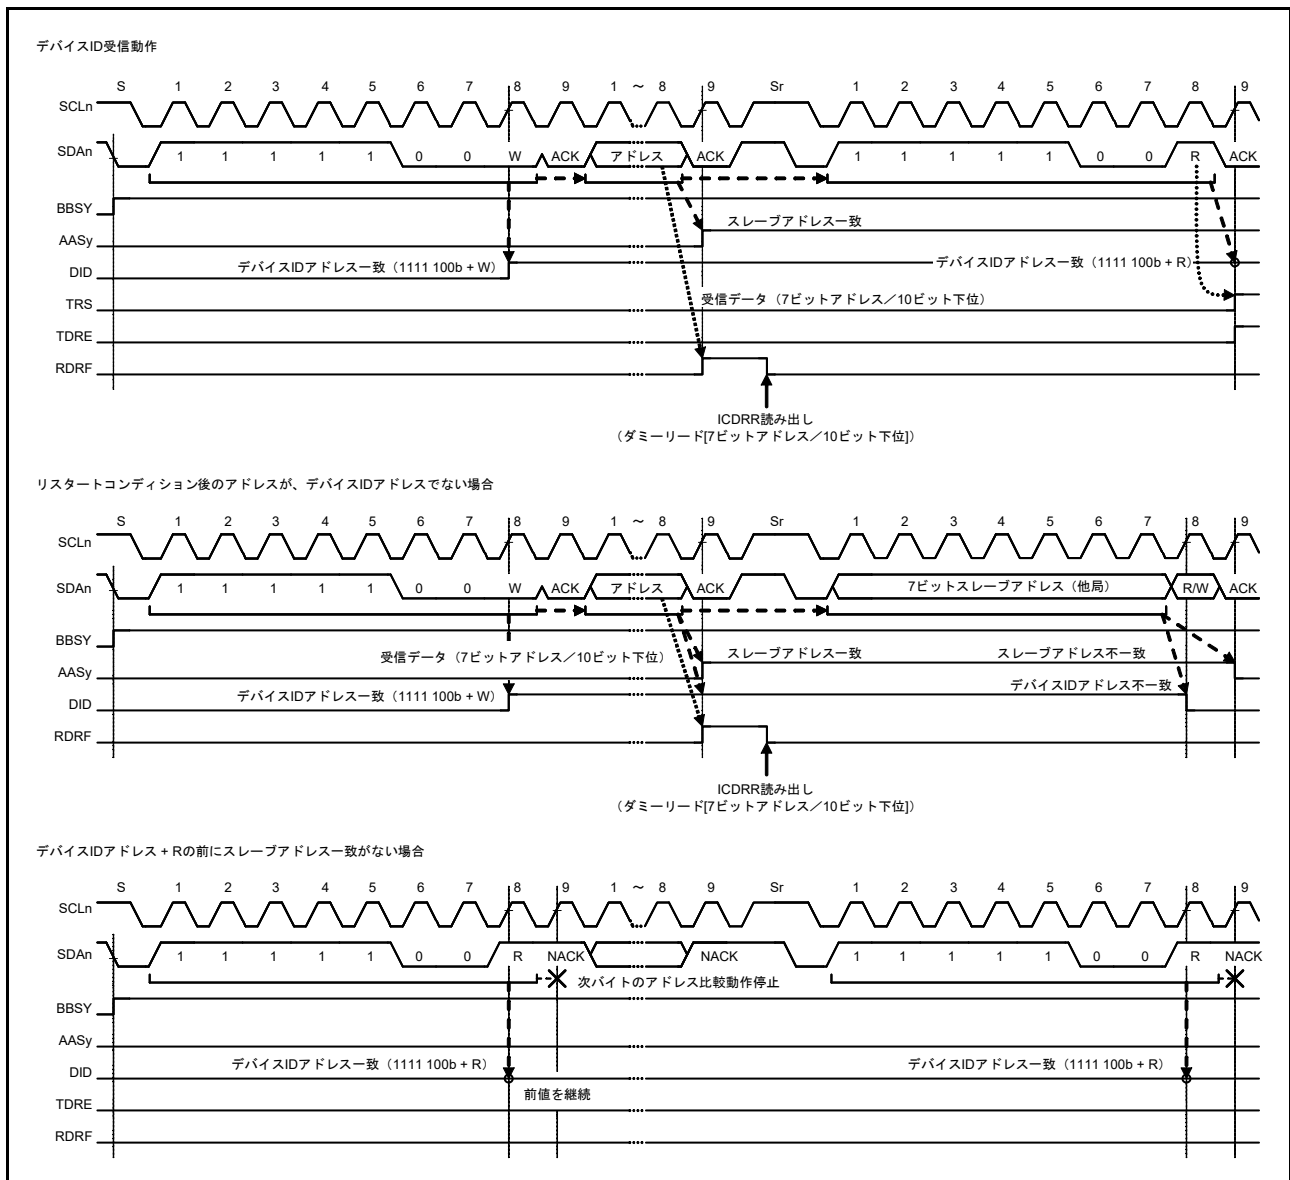 デバイスID受信動作
S 1 2 3 4 5 6 7 8 9 1 ~ 8 9 Sr 1 2 3 4 5 6 7 8 9
SCLn
SDAn 1 1 1 1 1 0 0 W ACK アドレス ACK 1 1 1 1 1 0 0 R ACK
BBSY
スレーブアドレス一致
AASy
デバイスIDアドレス一致（1111 100b + W） デバイスIDアドレス一致（1111 100b + R）
DID
受信データ（7ビットアドレス／10ビット下位）
TRS
TDRE
RDRF
ICDRR読み出し
（ダミーリード[7ビットアドレス／10ビット下位]）
リスタートコンディション後のアドレスが、デバイスIDアドレスでない場合
S 1 2 3 4 5 6 7 8 9 1 ~ 8 9 Sr 1 2 3 4 5 6 7 8 9
SCLn
SDAn 1 1 1 1 1 0 0 W ACK アドレス ACK 7ビットスレーブアドレス（他局） R/W ACK
BBSY
受信データ（7ビットアドレス／10ビット下位） スレーブアドレス一致 スレーブアドレス不一致
AASy
デバイスIDアドレス一致（1111 100b + W） デバイスIDアドレス不一致
DID
RDRF
ICDRR読み出し
（ダミーリード[7ビットアドレス／10ビット下位]）
デバイスIDアドレス + Rの前にスレーブアドレス一致がない場合
S 1 2 3 4 5 6 7 8 9 1 ~ 8 9 Sr 1 2 3 4 5 6 7 8 9
SCLn
SDAn 1 1 1 1 1 0 0 R NACK NACK 1 1 1 1 1 0 0 R NACK
次バイトのアドレス比較動作停止
BBSY
AASy
デバイスIDアドレス一致（1111 100b + R） デバイスIDアドレス一致（1111 100b + R）
DID
前値を継続
TDRE
RDRF